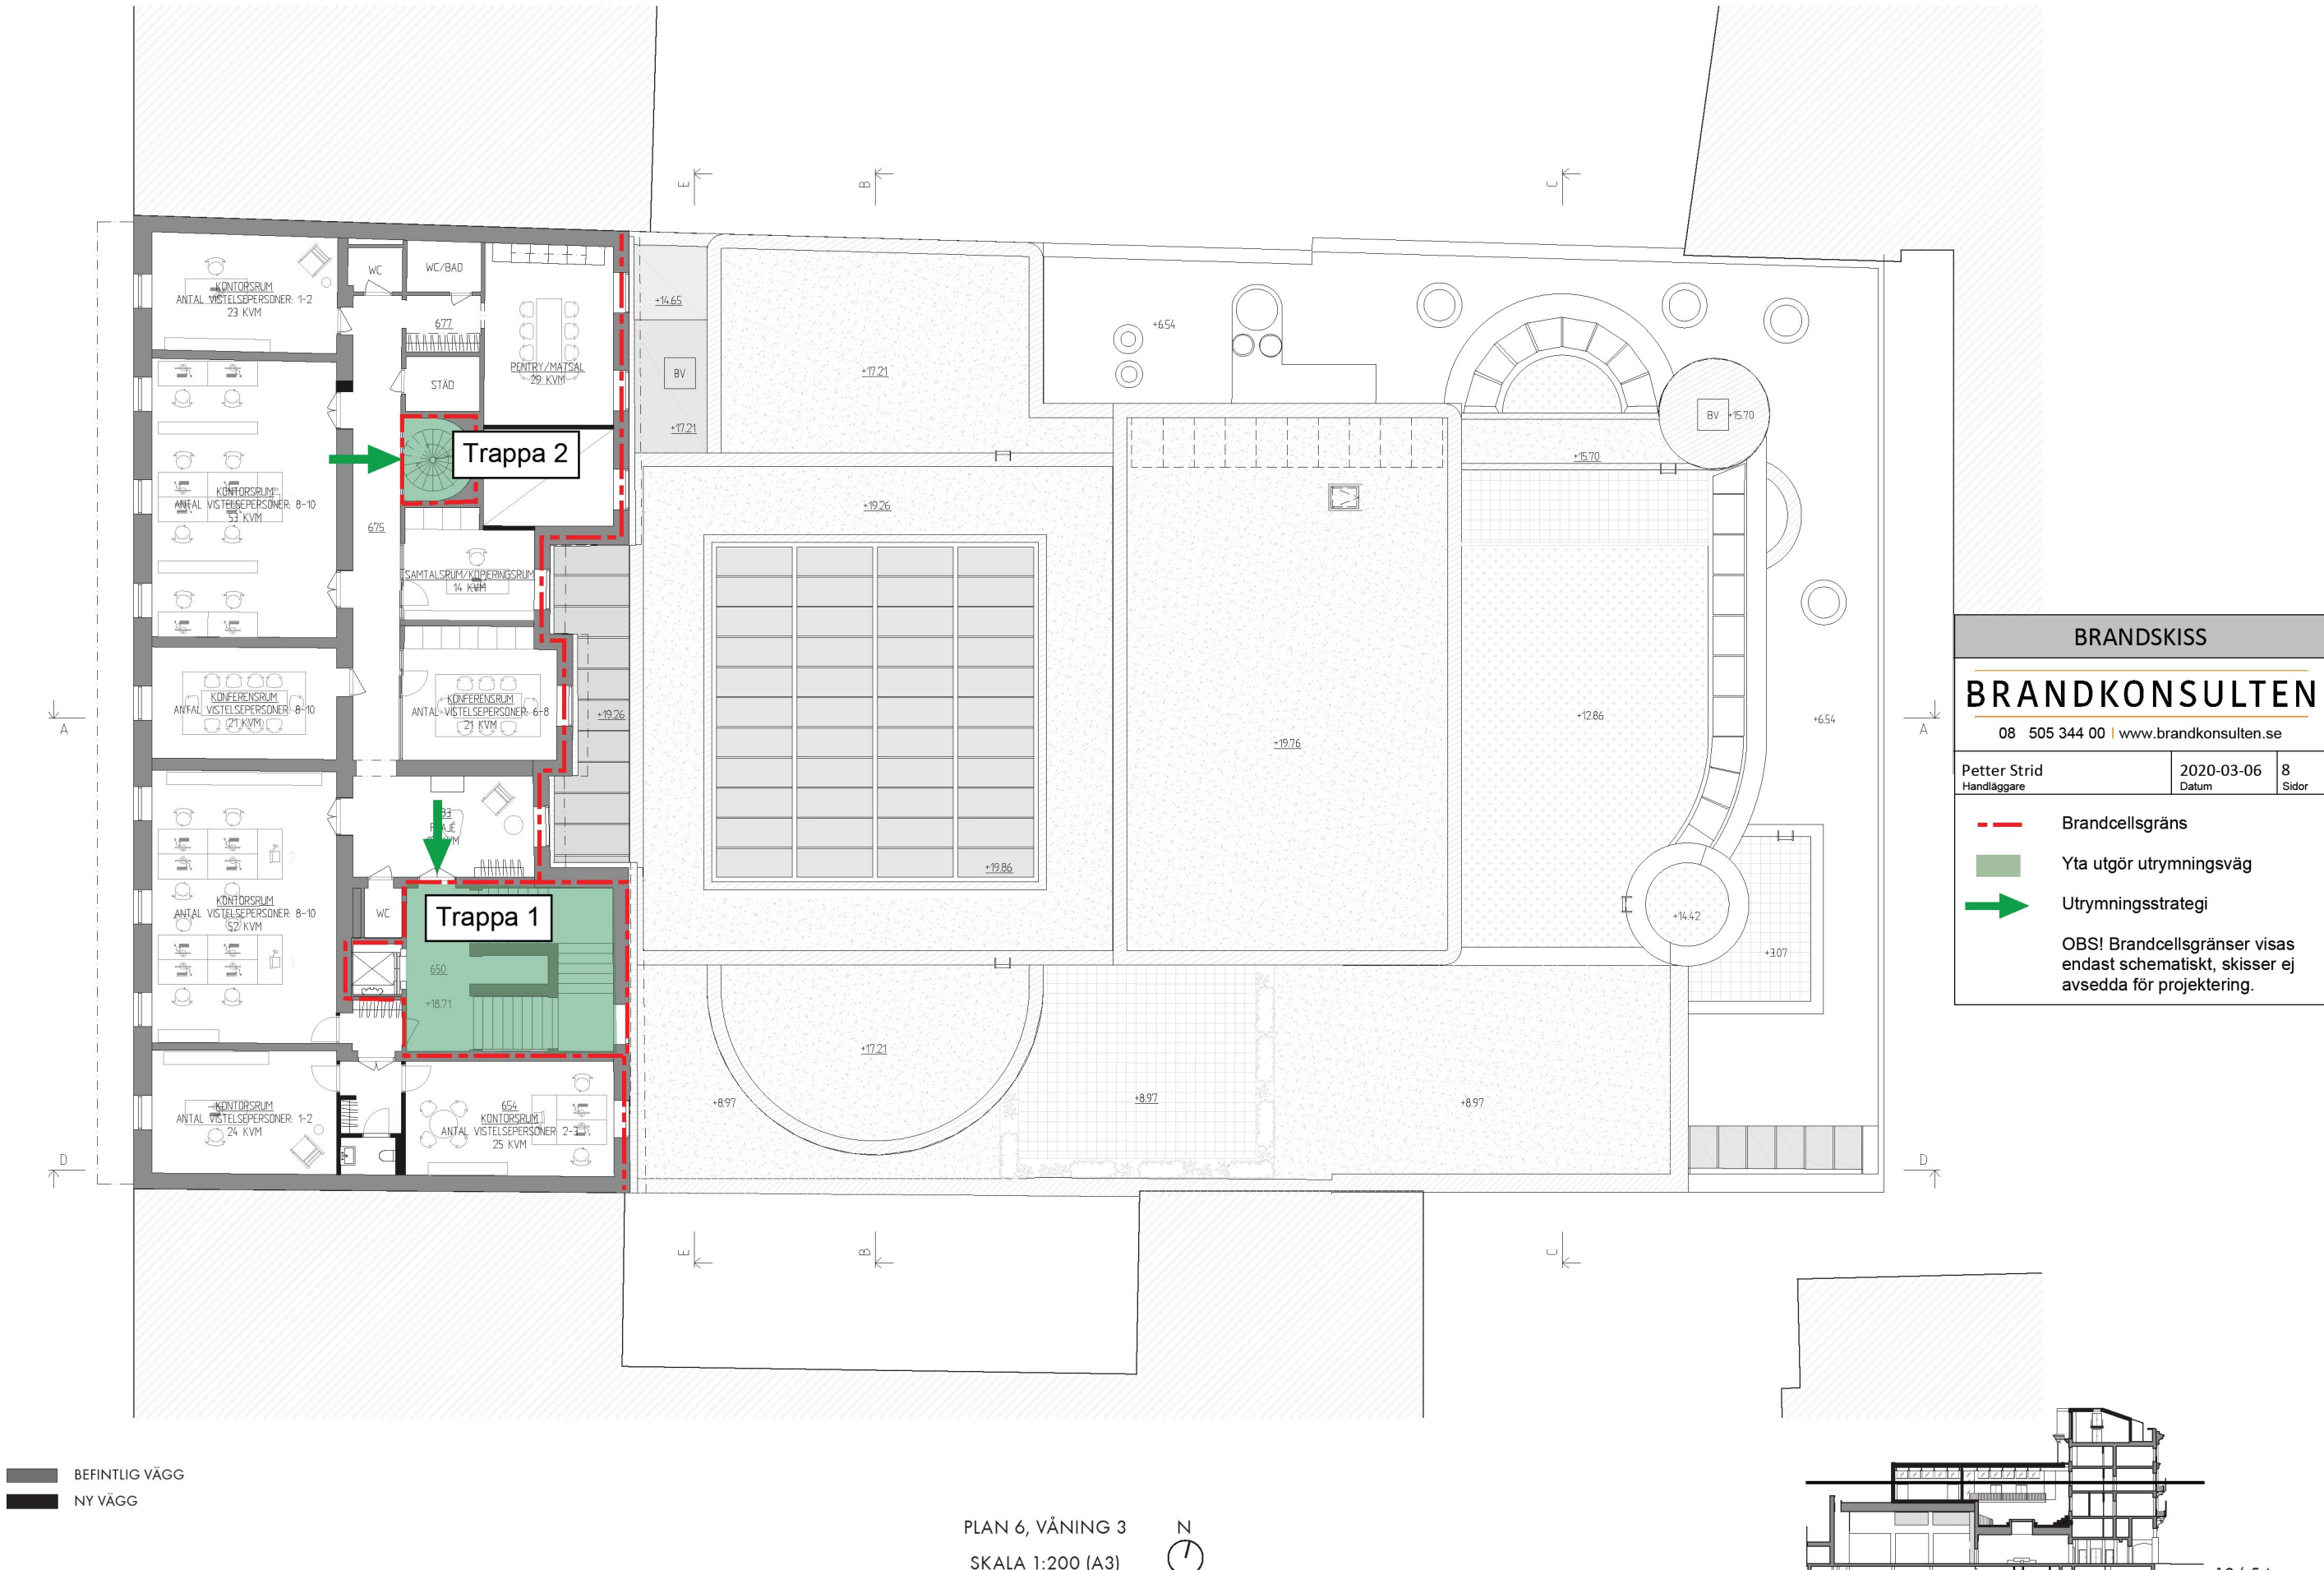 E
B
C
KONTORSRUM
ANTAL VISTELSEPERSONER: 1-2
23 KVM
WC
WC/BAD
677
PENTRY/MATSAL
29 KVM
STÄD
Trappa 2
KONTORSRUM
ANTAL VISTELSEPERSONER: 8-10
53 KVM
675
SAMTALSRUM/KOPIERINGSRUM
14 KVM
KONFERENSRUM
ANTAL VISTELSEPERSONER: 8-10
21 KVM
KONFERENSRUM
ANTAL VISTELSEPERSONER: 6-8
21 KVM
A
A
KONTORSRUM
ANTAL VISTELSEPERSONER: 8-10
52 KVM
WC
Trappa 1
650
+18.71
KONTORSRUM
ANTAL VISTELSEPERSONER: 1-2
24 KVM
654
KONTORSRUM
ANTAL VISTELSEPERSONER: 2-3
25 KVM
D
D
+14.65
BV
+17.21
+17.21
+6.54
BV
+15.70
+15.70
+19.26
+19.26
+19.86
+19.76
+12.86
+6.54
+14.42
+3.07
+17.21
+8.97
+8.97
+8.97
E
B
C
BRANDSKISS
BRANDKONSULTEN
08 505 344 00 | www.brandkonsulten.se
Petter Strid
Handläggare
2020-03-06
Datum
8
Sidor
Brandcellsgräns
Yta utgör utrymningsväg
Utrymningsstrategi
OBS! Brandcellsgränser visas
endast schematiskt, skisser ej
avsedda för projektering.
BEFINTLIG VÄGG
NY VÄGG
PLAN 6, VÅNING 3
SKALA 1:200 (A3)
N